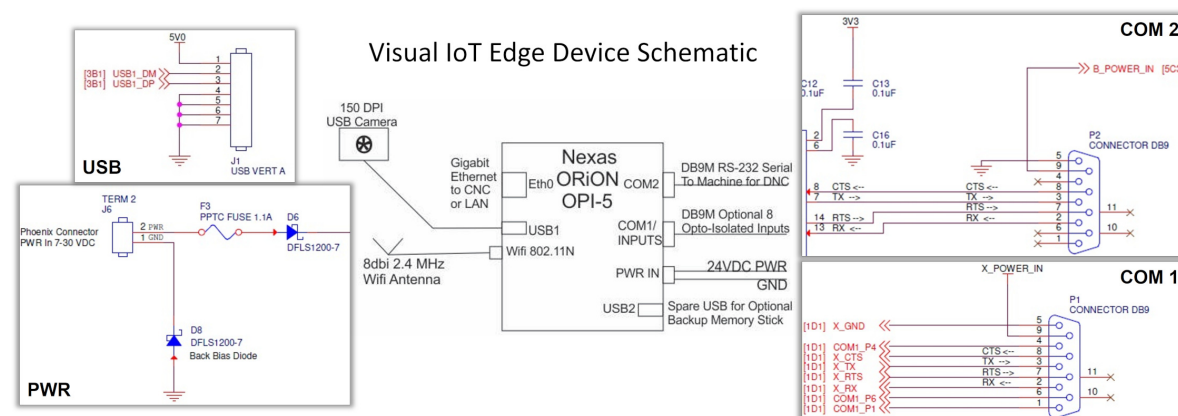 Visual IoT Edge Device Schematic
5V0
[3B1] USB1_DM
[3B1] USB1_DP
1
2
3
4
5
6
7
J1
USB VERT A
USB
TERM 2
J6
F3
PPTC FUSE 1.1A
D6
DFLS1200-7
Phoenix Connector
PWR In 7-30 VDC
2 PWR
1 GND
D8
DFLS1200-7
Back Bias Diode
PWR
150 DPI
USB Camera
Gigabit
Ethernet
to CNC
or LAN
8dbi 2.4 MHz
Wifi Antenna
Nexas
ORiON
OPI-5
Eth0
USB1
Wifi 802.11N
COM2
COM1/
INPUTS
PWR IN
USB2
DB9M RS-232 Serial
To Machine for DNC
DB9M Optional 8
Opto-Isolated Inputs
24VDC PWR
GND
Spare USB for Optional
Backup Memory Stick
COM 2
3V3
B_POWER_IN [5C3
C12
0.1uF
C13
0.1uF
C16
0.1uF
2
6
P2
CONNECTOR DB9
5
9
4
8 CTS <-- CTS <-- 8
7 TX --> TX --> 3
RTS --> 7
14 RTS --> RX <-- 2
13 RX <-- 6
1
11
10
COM 1
X_POWER_IN
P1
CONNECTOR DB9
[1D1] X_GND 5
9
[1D1] COM1_P4 4
[1D1] X_CTS CTS <-- 8
[1D1] X_TX TX --> 3
[1D1] X_RTS RTS --> 7
[1D1] X_RX RX <-- 2
[1D1] COM1_P6 6
[1D1] COM1_P1 1
11
10